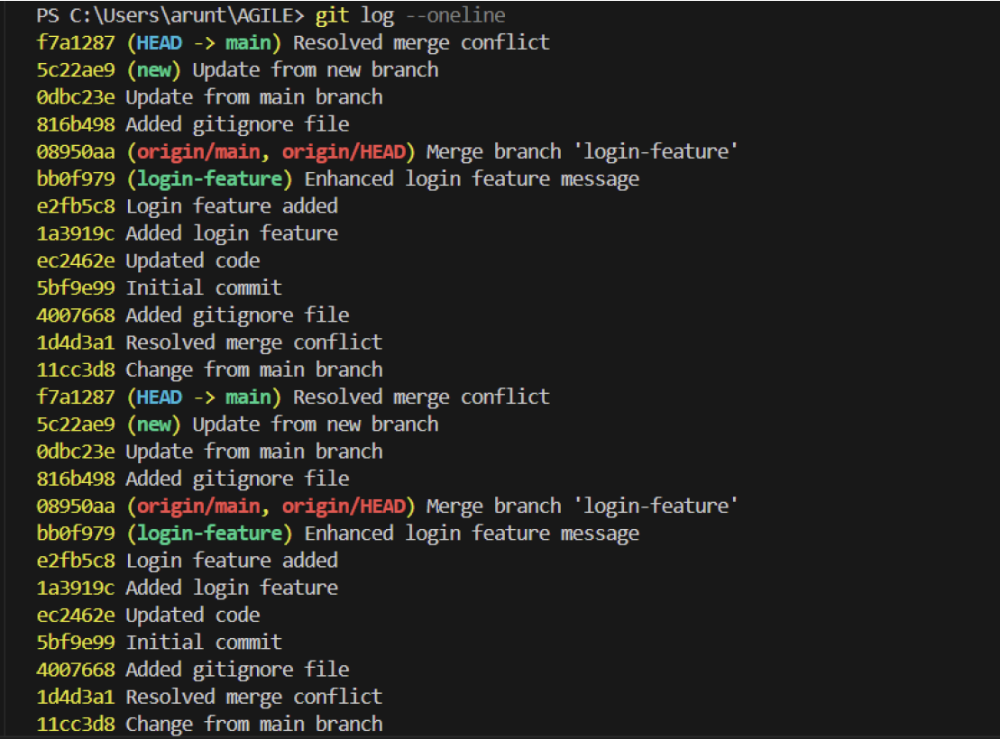 PS C:\Users\arunt\AGILE> git log --oneline
f7a1287 (HEAD -> main) Resolved merge conflict
5c22ae9 (new) Update from new branch
0dbc23e Update from main branch
816b498 Added gitignore file
08950aa (origin/main, origin/HEAD) Merge branch 'login-feature'
bb0f979 (login-feature) Enhanced login feature message
e2fb5c8 Login feature added
1a3919c Added login feature
ec2462e Updated code
5bf9e99 Initial commit
4007668 Added gitignore file
1d4d3a1 Resolved merge conflict
11cc3d8 Change from main branch
f7a1287 (HEAD -> main) Resolved merge conflict
5c22ae9 (new) Update from new branch
0dbc23e Update from main branch
816b498 Added gitignore file
08950aa (origin/main, origin/HEAD) Merge branch 'login-feature'
bb0f979 (login-feature) Enhanced login feature message
e2fb5c8 Login feature added
1a3919c Added login feature
ec2462e Updated code
5bf9e99 Initial commit
4007668 Added gitignore file
1d4d3a1 Resolved merge conflict
11cc3d8 Change from main branch